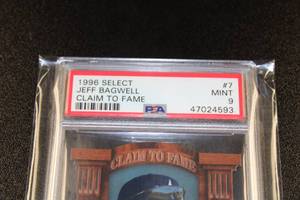 1996 SELECT #7
JEFF BAGWELL MINT
CLAIM TO FAME PSA 9
47024593
CLAIM TO FAME